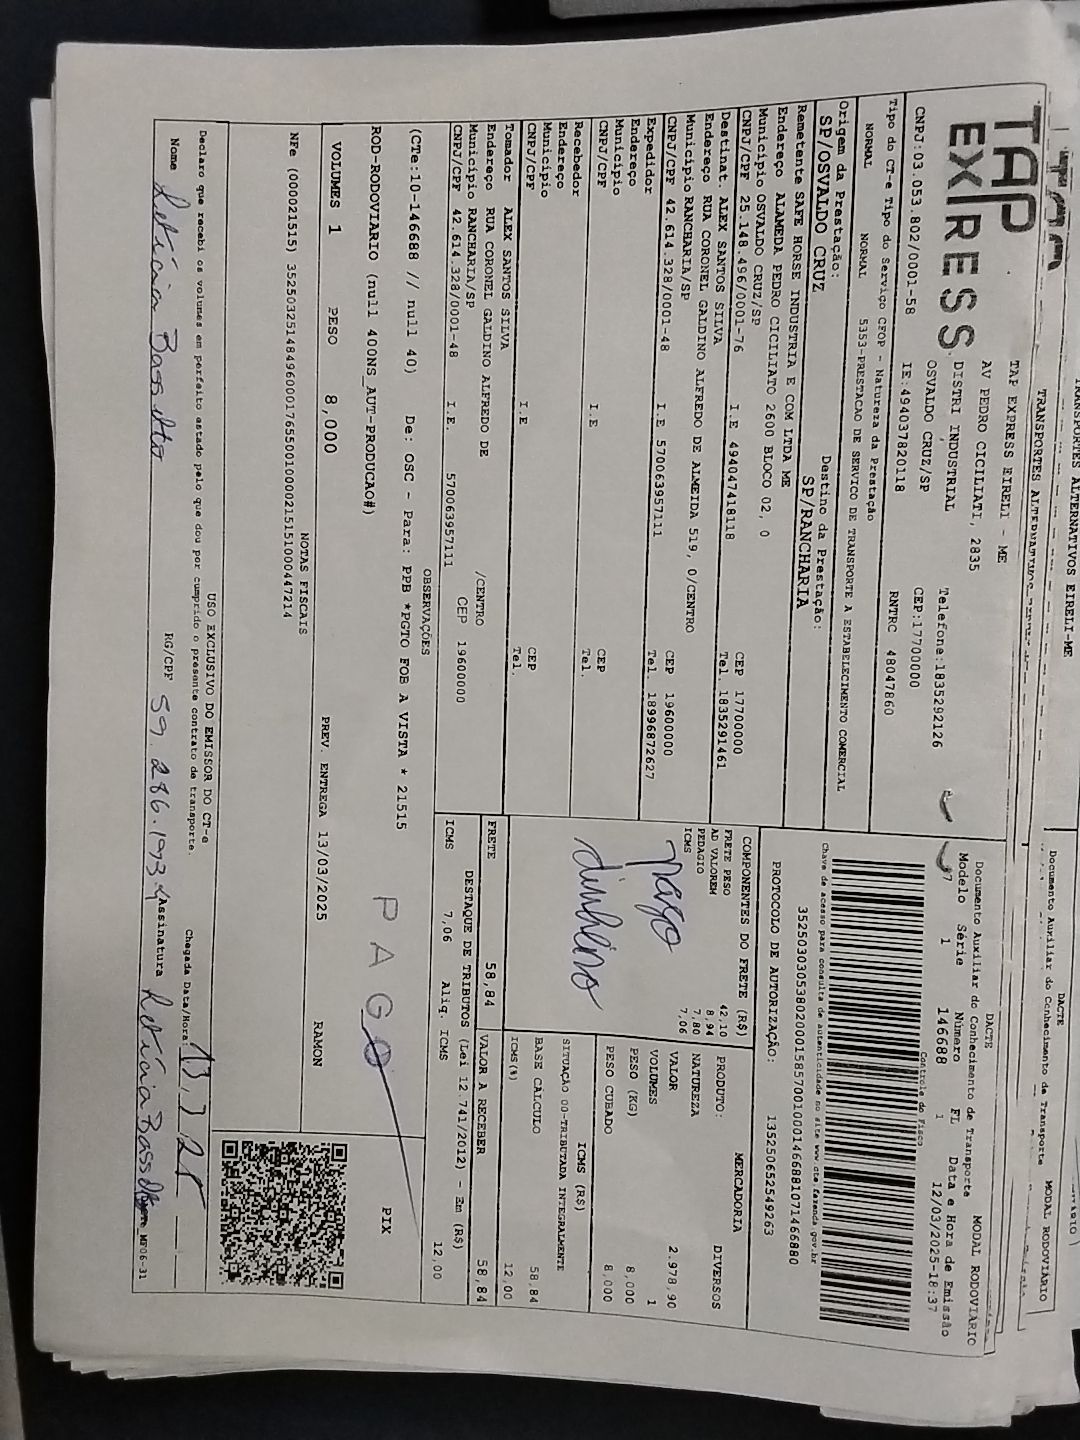 TRANSPORTES ALTERNATIVOS EIRELI-ME
TAP
EXPRESS
TAP EXPRESS EIRELI - ME
AV PEDRO CICILIATI, 2835
DISTRI INDUSTRIAL
OSVALDO CRUZ/SP
Telefone:1835292126
CEP:17700000
CNPJ:03.053.802/0001-58
IE:494037820118
RNTRC 48047860
Tipo do CT-e Tipo do Serviço CFOP - Natureza da Prestação
NORMAL NORMAL 5353-PRESTACAO DE SERVICO DE TRANSPORTE A ESTABELECIMENTO COMERCIAL
Origem da Prestação: Destino da Prestação:
SP/OSVALDO CRUZ SP/RANCHARIA
Remetente SAFE HORSE INDUSTRIA E COM LTDA ME
Endereço ALAMEDA PEDRO CICILIATO 2600 BLOCO 02, 0
Município OSVALDO CRUZ/SP CEP 17700000
CNPJ/CPF 25.148.496/0001-76 I.E 494047418118 Tel. 1835291461
Destinat. ALEX SANTOS SILVA
Endereço RUA CORONEL GALDINO ALFREDO DE ALMEIDA 519, 0/CENTRO
Município RANCHARIA/SP CEP 19600000
CNPJ/CPF 42.614.328/0001-48 I.E 570063957111 Tel. 18996872627
Expedidor
Endereço
Município CEP
CNPJ/CPF I.E Tel.
Recebedor
Endereço
Município CEP
CNPJ/CPF I.E Tel.
Tomador ALEX SANTOS SILVA
Endereço RUA CORONEL GALDINO ALFREDO DE /CENTRO
Município RANCHARIA/SP CEP 19600000
CNPJ/CPF 42.614.328/0001-48 I.E. 570063957111
DACTE MODAL RODOVIÁRIO
Documento Auxiliar do Conhecimento de Transporte
Modelo Série Número FL Data e Hora de Emissão
7 1 146688 1 12/03/2025-18:37
Controle do Fisco
Chave de acesso para consulta de autenticidade no site www.cte.fazenda.gov.br
35250303053802000158570010001466881071466880
PROTOCOLO DE AUTORIZAÇÃO: 135250652549263
COMPONENTES DO FRETE (R$)
FRETE PESO 42,10
AD VALOREM 8,94
PEDAGIO 7,80
ICMS 7,06
pago
dinheiro
MERCADORIA
PRODUTO: DIVERSOS
NATUREZA
VALOR 2.978,90
VOLUMES 1
PESO (KG) 8,000
PESO CUBADO 8,000
ICMS (R$)
SITUAÇÃO 00-TRIBUTADA INTEGRALMENTE
BASE CALCULO 58,84
ICMS(%) 12,00
FRETE 58,84 VALOR A RECEBER 58,84
DESTAQUE DE TRIBUTOS (Lei 12.741/2012) - Em (R$)
ICMS 7,06 Aliq. ICMS 12,00
OBSERVAÇÕES
(CTe:10-146688 // null 40) De: OSC - Para: PPB *PGTO FOB A VISTA * 21515
ROD-RODOVIARIO (null 400NS_AUT-PRODUCAO#)
PAGO
PIX
VOLUMES 1 PESO 8,000 PREV. ENTREGA 13/03/2025 RAMON
NOTAS FISCAIS
USO EXCLUSIVO DO EMISSOR DO CT-e
Declaro que recebi os volumes em perfeito estado pelo que dou por cumprido o presente contrato de transporte.
Chegada Data/Hora:
Nome Letícia Bassetto RG/CPF Assinatura Letícia Bassetto
MF06-31